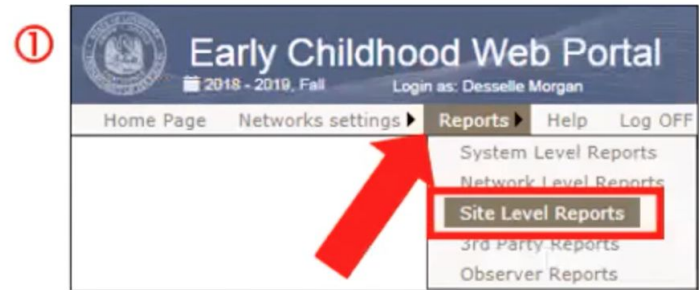 ①
Early Childhood Web Portal
2018 - 2019, Fall Login as: Desselle Morgan
Home Page Networks settings Reports Help Log OFF
System Level Reports
Network Level Reports
Site Level Reports
3rd Party Reports
Observer Reports